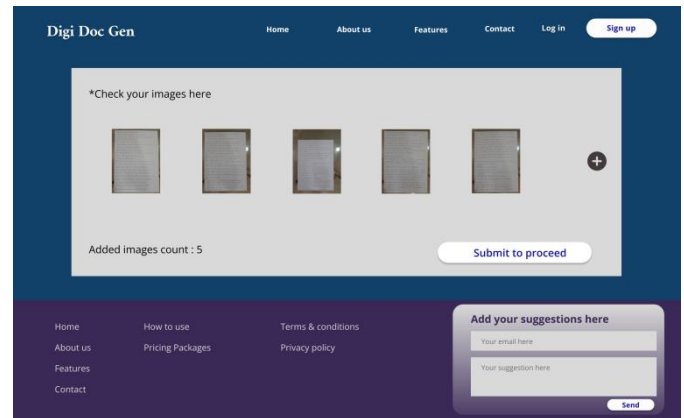 Digi Doc Gen Home About us Features Contact Log in Sign up
*Check your images here
Added images count : 5
Submit to proceed
Home How to use Terms & conditions
About us Pricing Packages Privacy policy
Features
Contact
Add your suggestions here
Your email here
Your suggestion here
Send